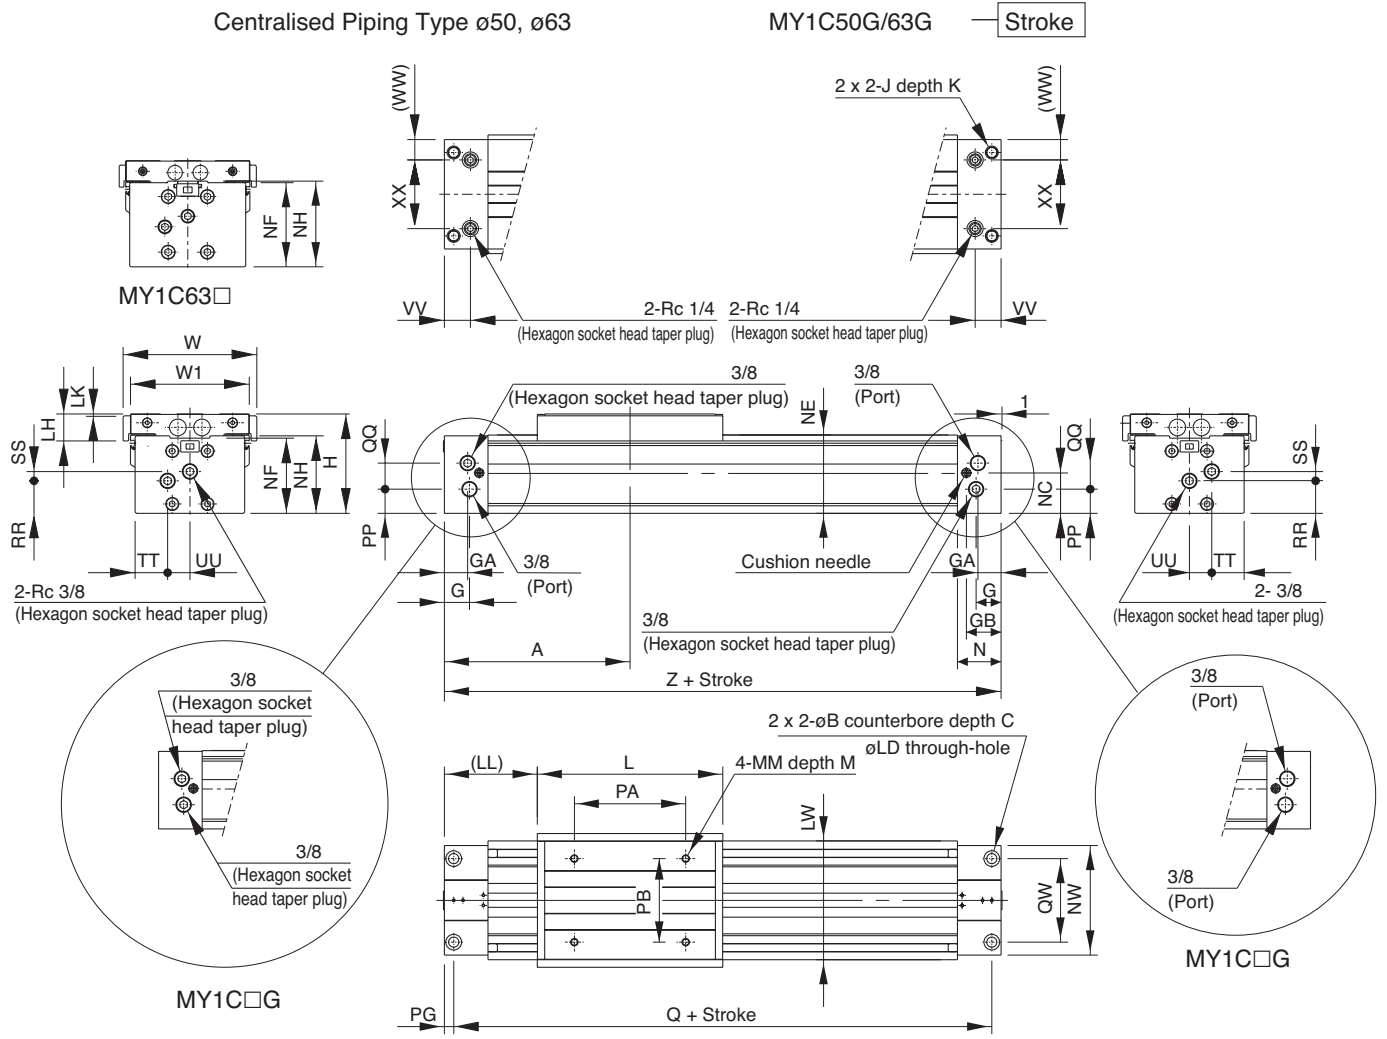 Centralised Piping Type ø50, ø63
MY1C50G/63G
Stroke
(WW)
XX
2 x 2-J depth K
(WW)
XX
NF
NH
MY1C63□
VV
2-Rc 1/4
(Hexagon socket head taper plug)
2-Rc 1/4
(Hexagon socket head taper plug)
VV
W
W1
LK
LH
SS
RR
NF
NH
H
TT
UU
2-Rc 3/8
(Hexagon socket head taper plug)
3/8
(Hexagon socket head taper plug)
3/8
(Port)
NE
1
QQ
PP
QQ
NC
PP
GA
G
3/8
(Port)
Cushion needle
GA
G
GB
N
3/8
(Hexagon socket head taper plug)
A
Z + Stroke
SS
RR
UU
TT
2- 3/8
(Hexagon socket head taper plug)
3/8
(Hexagon socket
head taper plug)
3/8
(Hexagon socket
head taper plug)
MY1C□G
2 x 2-øB counterbore depth C
øLD through-hole
(LL)
L
4-MM depth M
PA
LW
PB
QW
NW
PG
Q + Stroke
3/8
(Port)
3/8
(Port)
MY1C□G